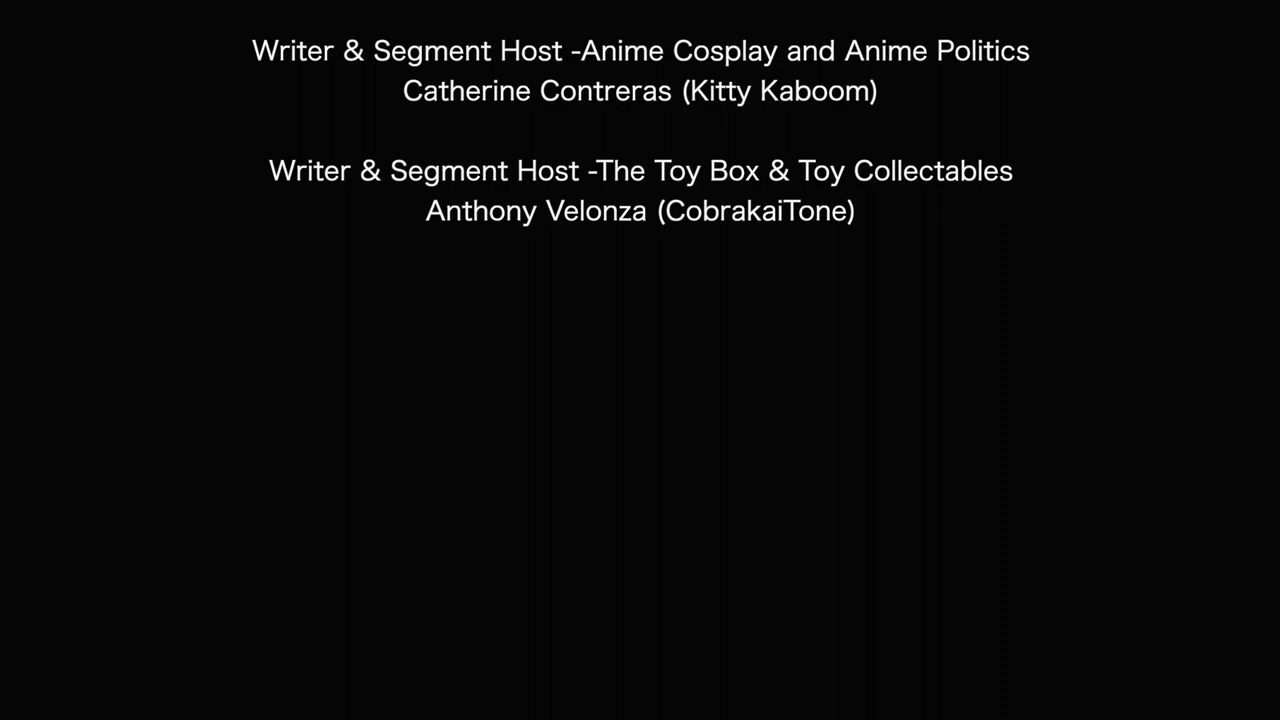 Writer & Segment Host -Anime Cosplay and Anime Politics
Catherine Contreras (Kitty Kaboom)
Writer & Segment Host -The Toy Box & Toy Collectables
Anthony Velonza (CobrakaiTone)